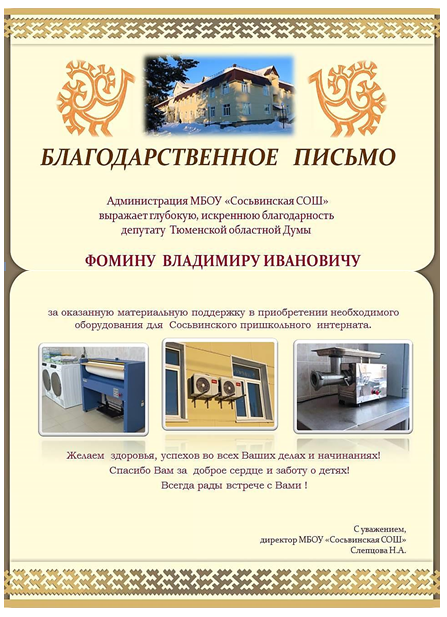 БЛАГОДАРСТВЕННОЕ ПИСЬМО
Администрация МБОУ «Сосьвинская СОШ»
выражает глубокую, искреннюю благодарность
депутату Тюменской областной Думы
ФОМИНУ ВЛАДИМИРУ ИВАНОВИЧУ
за оказанную материальную поддержку в приобретении необходимого
оборудования для Сосьвинского пришкольного интерната.
Желаем здоровья, успехов во всех Ваших делах и начинаниях!
Спасибо Вам за доброе сердце и заботу о детях!
Всегда рады встрече с Вами !
С уважением,
директор МБОУ «Сосьвинская СОШ»
Слепцова Н.А.